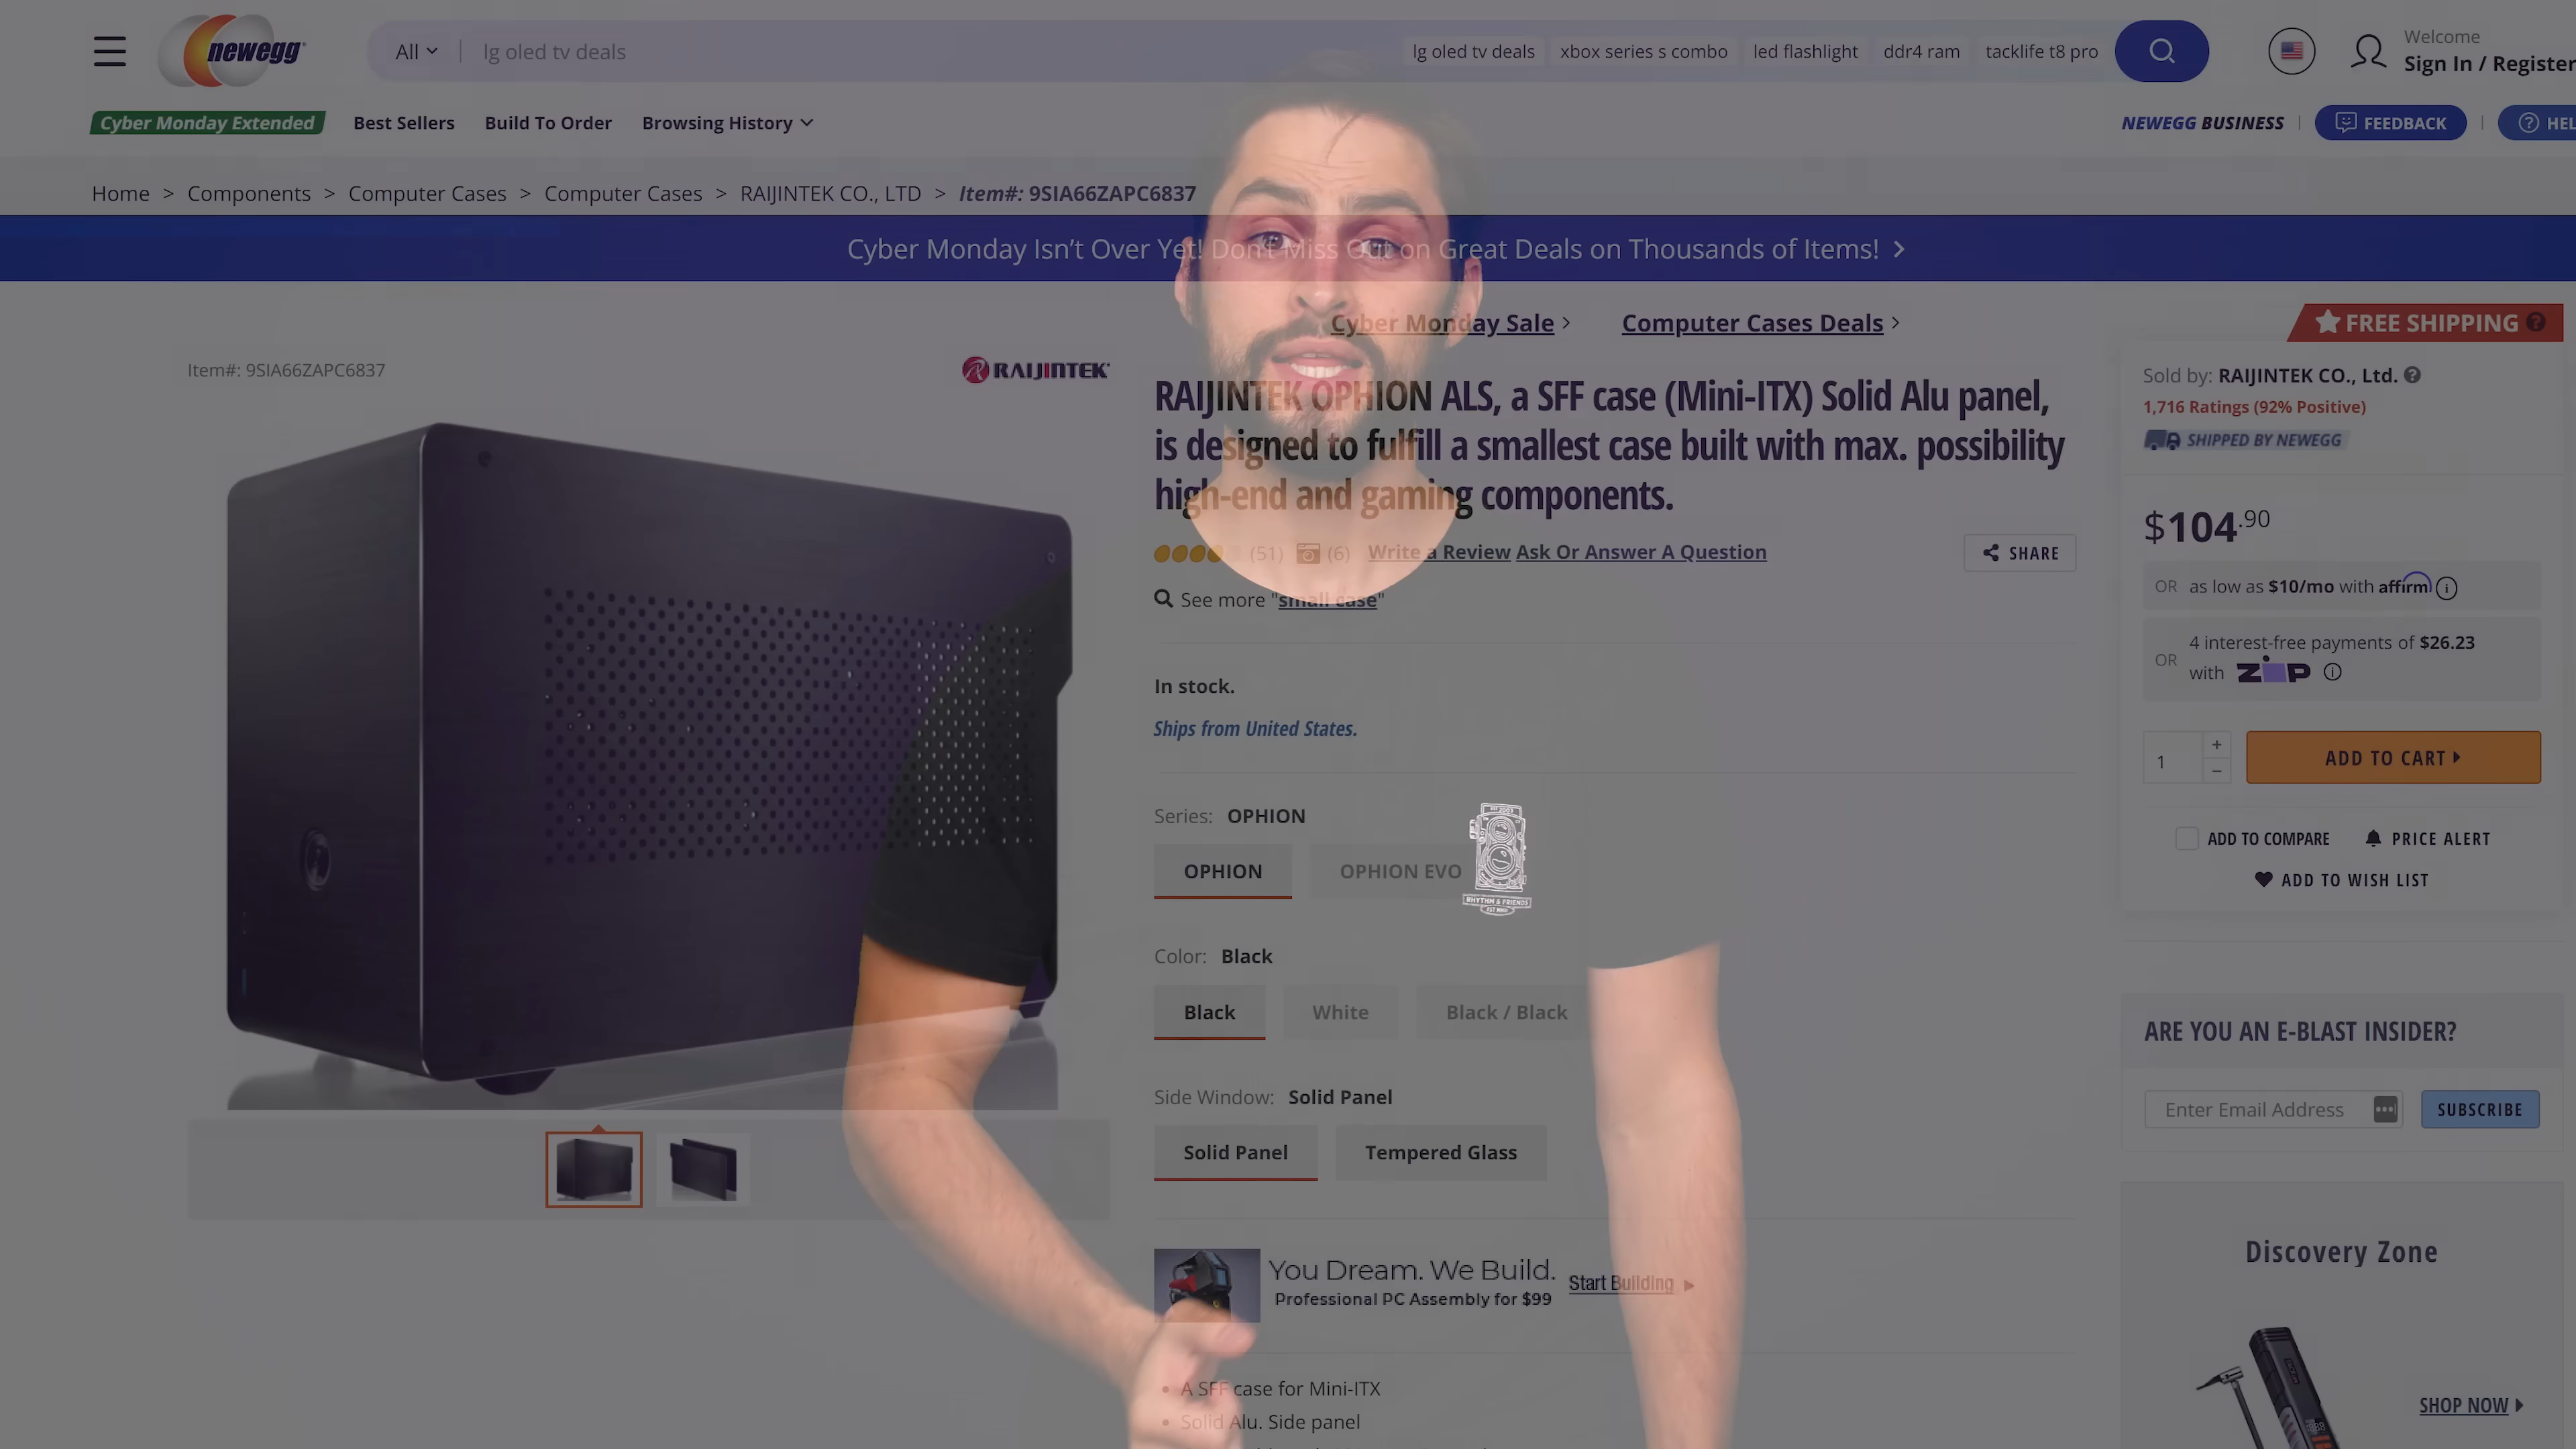 newegg
All
lg oled tv deals
lg oled tv deals
xbox series s combo
led flashlight
ddr4 ram
tacklife t8 pro
Welcome
Sign In / Register
Cyber Monday Extended
Best Sellers
Build To Order
Browsing History
NEWEGG BUSINESS
FEEDBACK
Home > Components > Computer Cases > Computer Cases > RAIJINTEK CO., LTD > Item#: 9SIA66ZAPC6837
Cyber Monday Isn't Over Yet! Don't Miss Out on Great Deals on Thousands of Items!
Cyber Monday Sale
Computer Cases Deals
Item#: 9SIA66ZAPC6837
RAIJINTEK
RAIJINTEK OPHION ALS, a SFF case (Mini-ITX) Solid Alu panel,
is designed to fulfill a smallest case built with max. possibility
high-end and gaming components.
(51)
(6)
Write a Review
Ask Or Answer A Question
SHARE
See more "small case"
In stock.
Ships from United States.
Series: OPHION
OPHION
OPHION EVO
RHYTHM & FRIENDS
Color: Black
Black
White
Black / Black
Side Window: Solid Panel
Solid Panel
Tempered Glass
You Dream. We Build.
Professional PC Assembly for $99
Start Building
A SFF case for Mini-ITX
Solid Alu. Side panel
FREE SHIPPING
Sold by: RAIJINTEK CO., Ltd.
1,716 Ratings (92% Positive)
SHIPPED BY NEWEGG
$104.90
OR as low as $10/mo with affirm
OR 4 interest-free payments of $26.23
with ZIP
1
+
−
ADD TO CART
ADD TO COMPARE
PRICE ALERT
ADD TO WISH LIST
ARE YOU AN E-BLAST INSIDER?
Enter Email Address
SUBSCRIBE
Discovery Zone
SHOP NOW